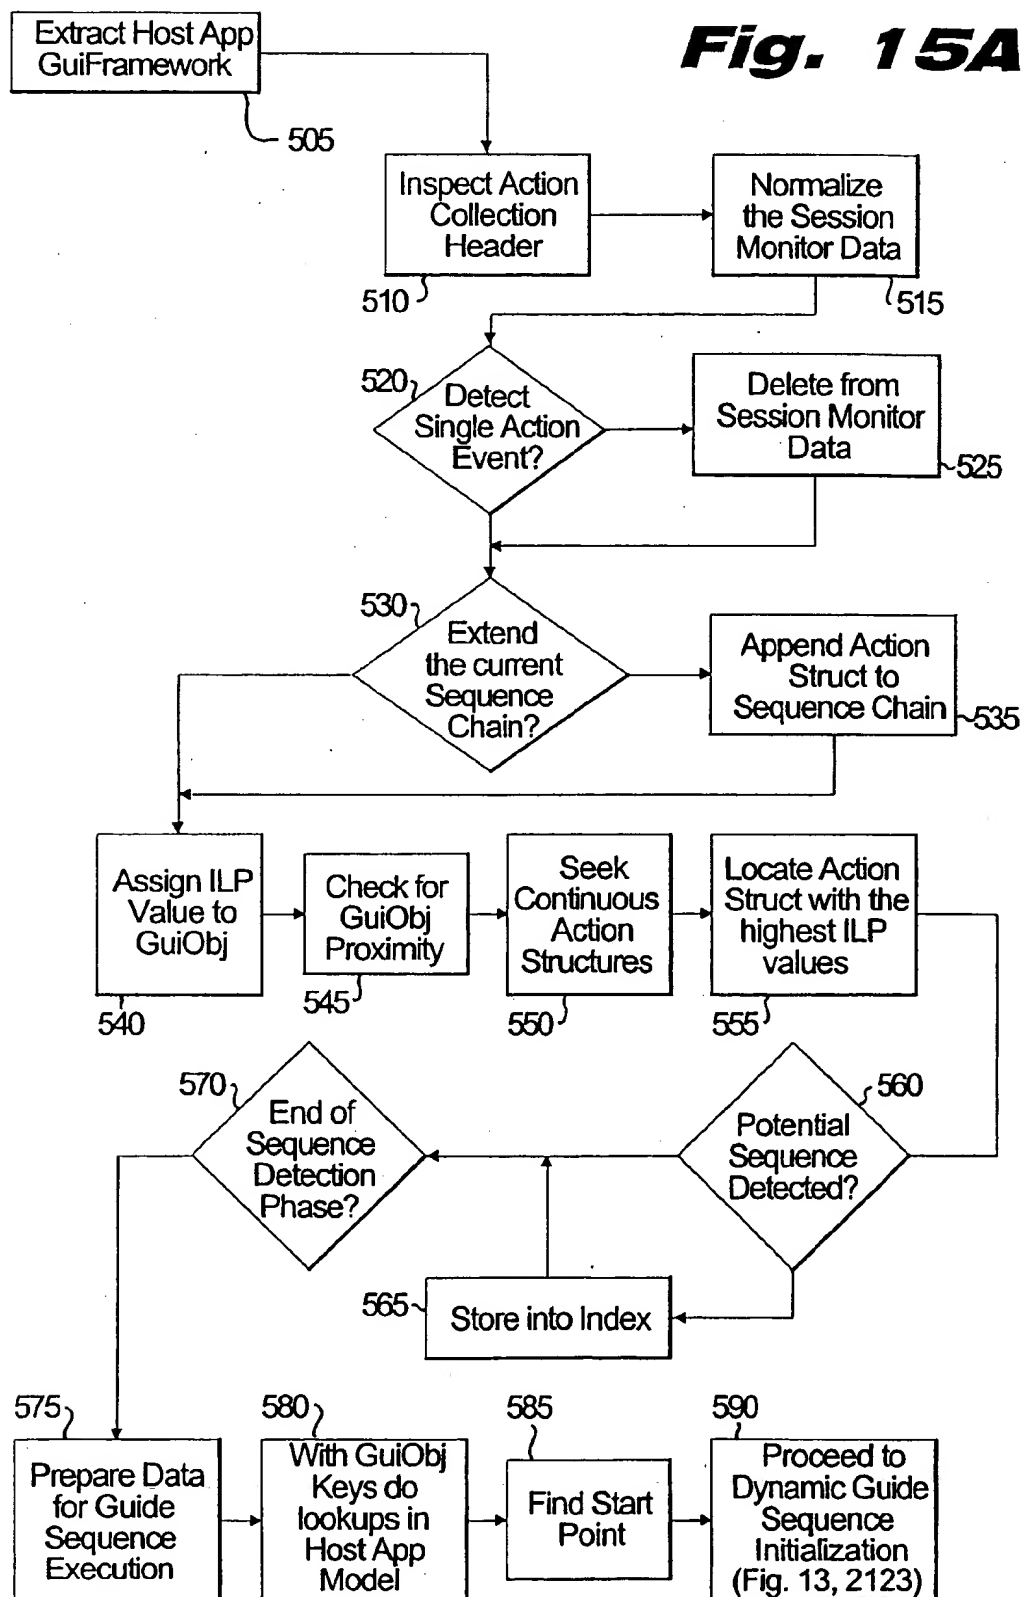 Fig. 15A
Extract Host App
GuiFramework
505
Inspect Action
Collection
Header
510
Normalize
the Session
Monitor Data
515
520
Detect
Single Action
Event?
Delete from
Session Monitor
Data
525
530
Extend
the current
Sequence
Chain?
Append Action
Struct to
Sequence Chain
535
Assign ILP
Value to
GuiObj
540
Check for
GuiObj
Proximity
545
Seek
Continuous
Action
Structures
550
Locate Action
Struct with the
highest ILP
values
555
560
Potential
Sequence
Detected?
565
Store into Index
570
End of
Sequence
Detection
Phase?
575
Prepare Data
for Guide
Sequence
Execution
580
With GuiObj
Keys do
lookups in
Host App
Model
585
Find Start
Point
590
Proceed to
Dynamic Guide
Sequence
Initialization
(Fig. 13, 2123)